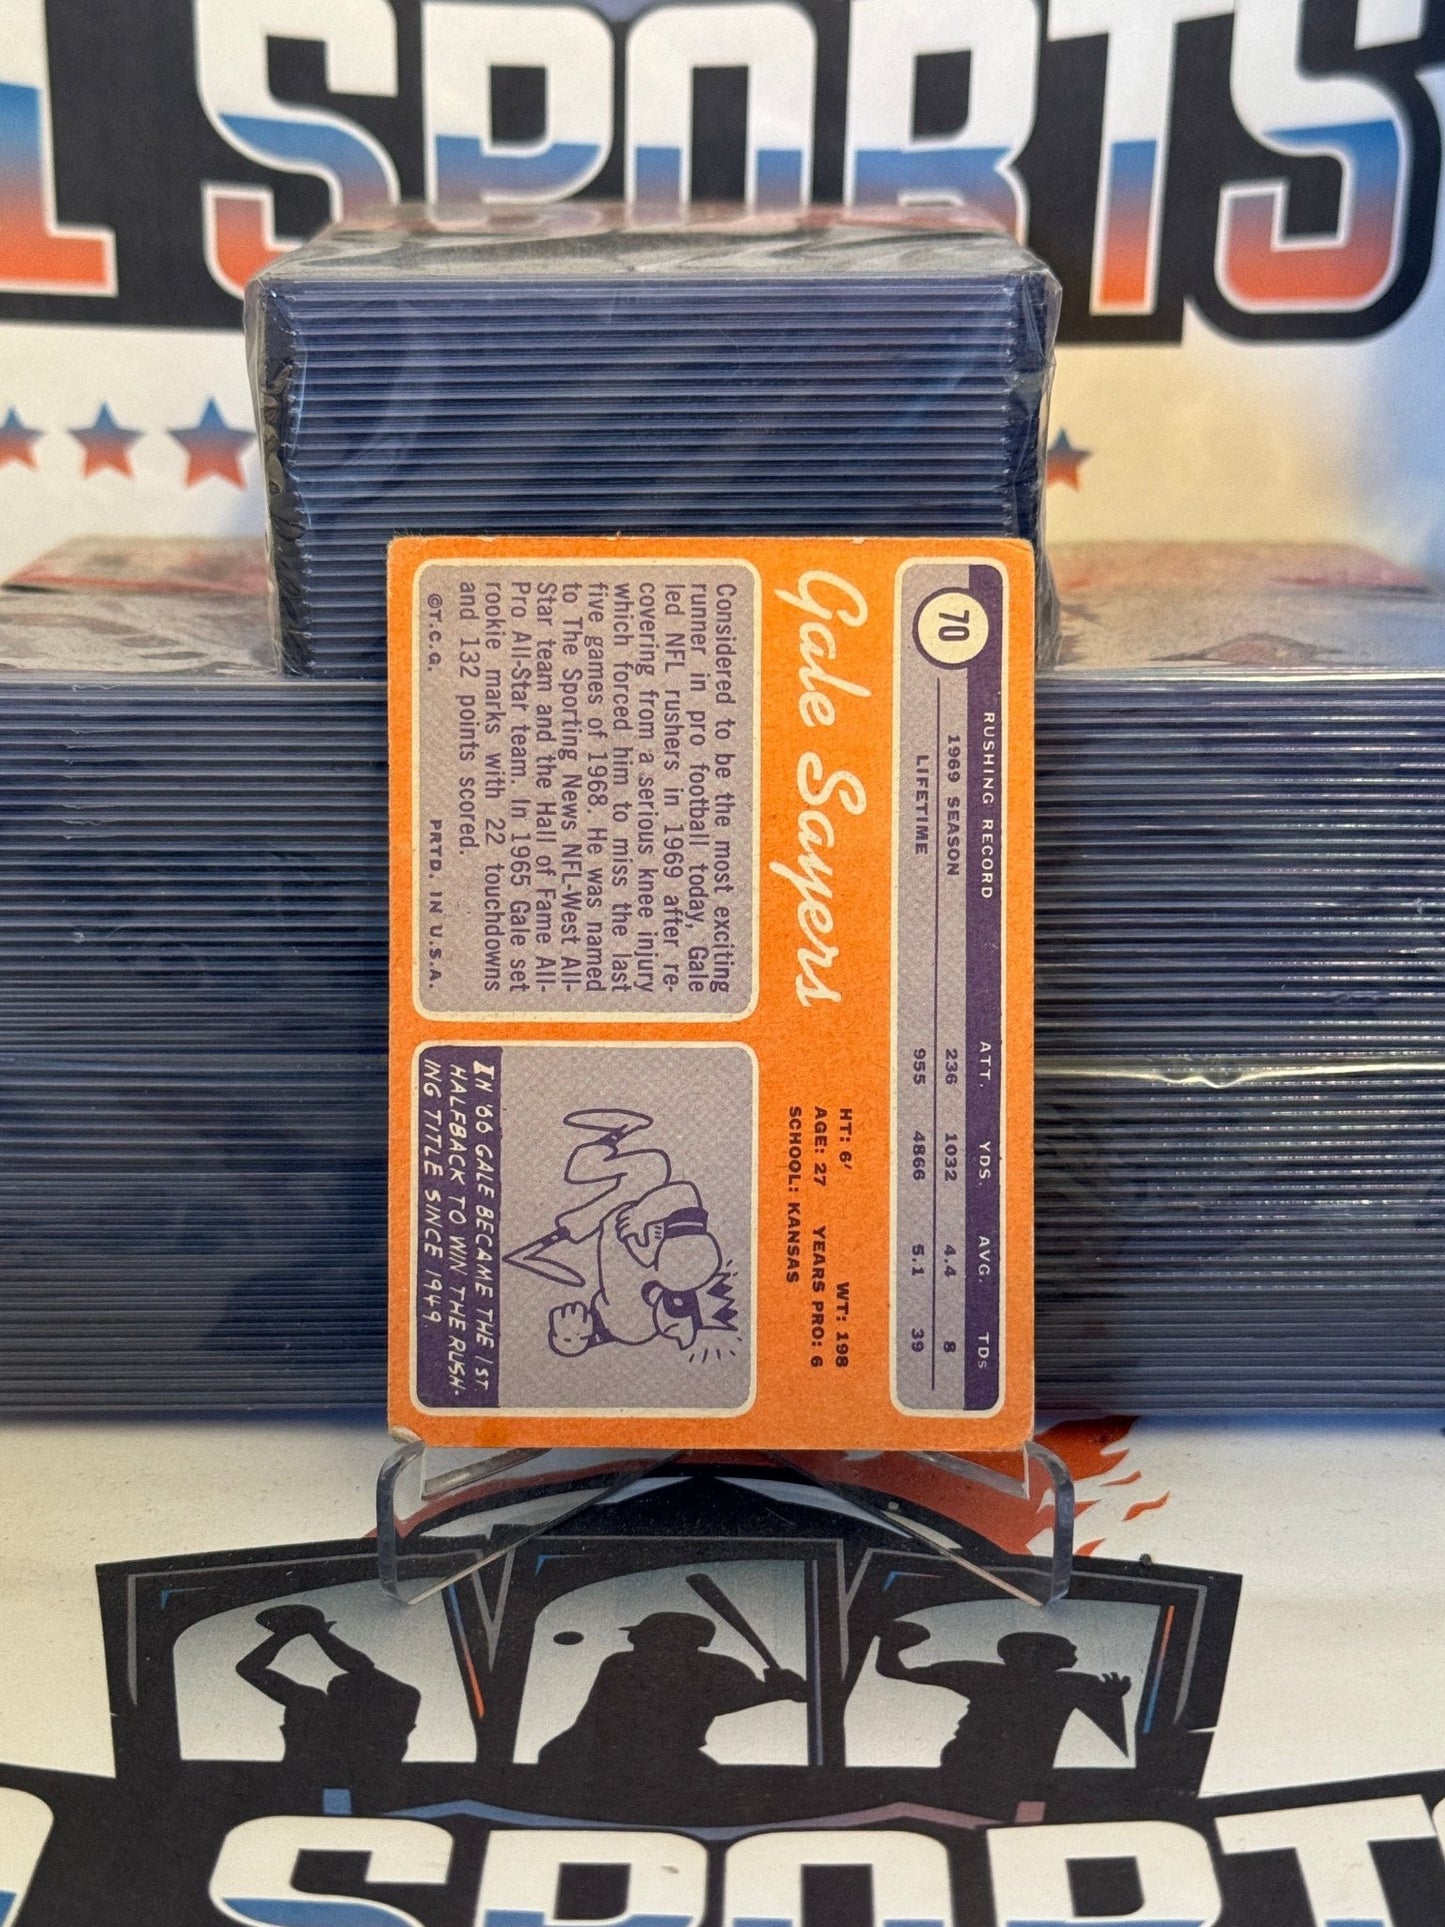 SPORTS
70
RUSHING RECORD ATT. YDS. AVG. TDs
1969 SEASON 236 1032 4.4 8
LIFETIME 955 4866 5.1 39
Gale Sayers
HT: 6' WT: 198
AGE: 27 YEARS PRO: 6
SCHOOL: KANSAS
Considered to be the most exciting
runner in pro football today, Gale
led NFL rushers in 1969 after re-
covering from a serious knee injury
which forced him to miss the last
five games of 1968. He was named
to The Sporting News NFL-West All-
Star team and the Hall of Fame All-
Pro All-Star team. In 1965 Gale set
rookie marks with 22 touchdowns
and 132 points scored.
©T.C.G. PRTD. IN U.S.A.
IN '66 GALE BECAME THE 1ST
HALFBACK TO WIN THE RUSH-
ING TITLE SINCE 1949
SPORTS